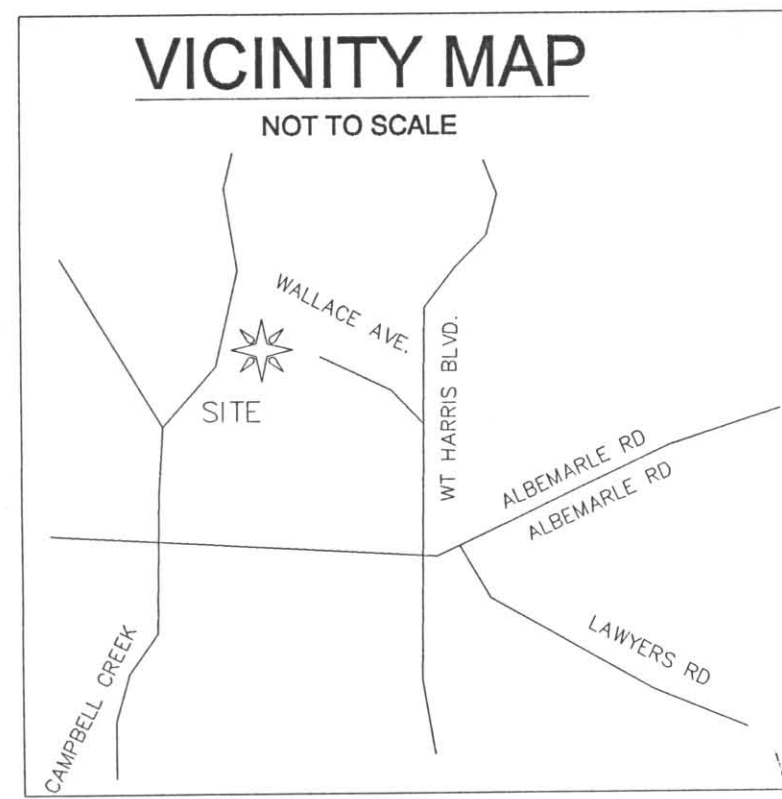 VICINITY MAP
NOT TO SCALE
WALLACE AVE.
SITE
WT HARRIS BLVD.
ALBEMARLE RD
ALBEMARLE RD
LAWYERS RD
CAMPBELL CREEK